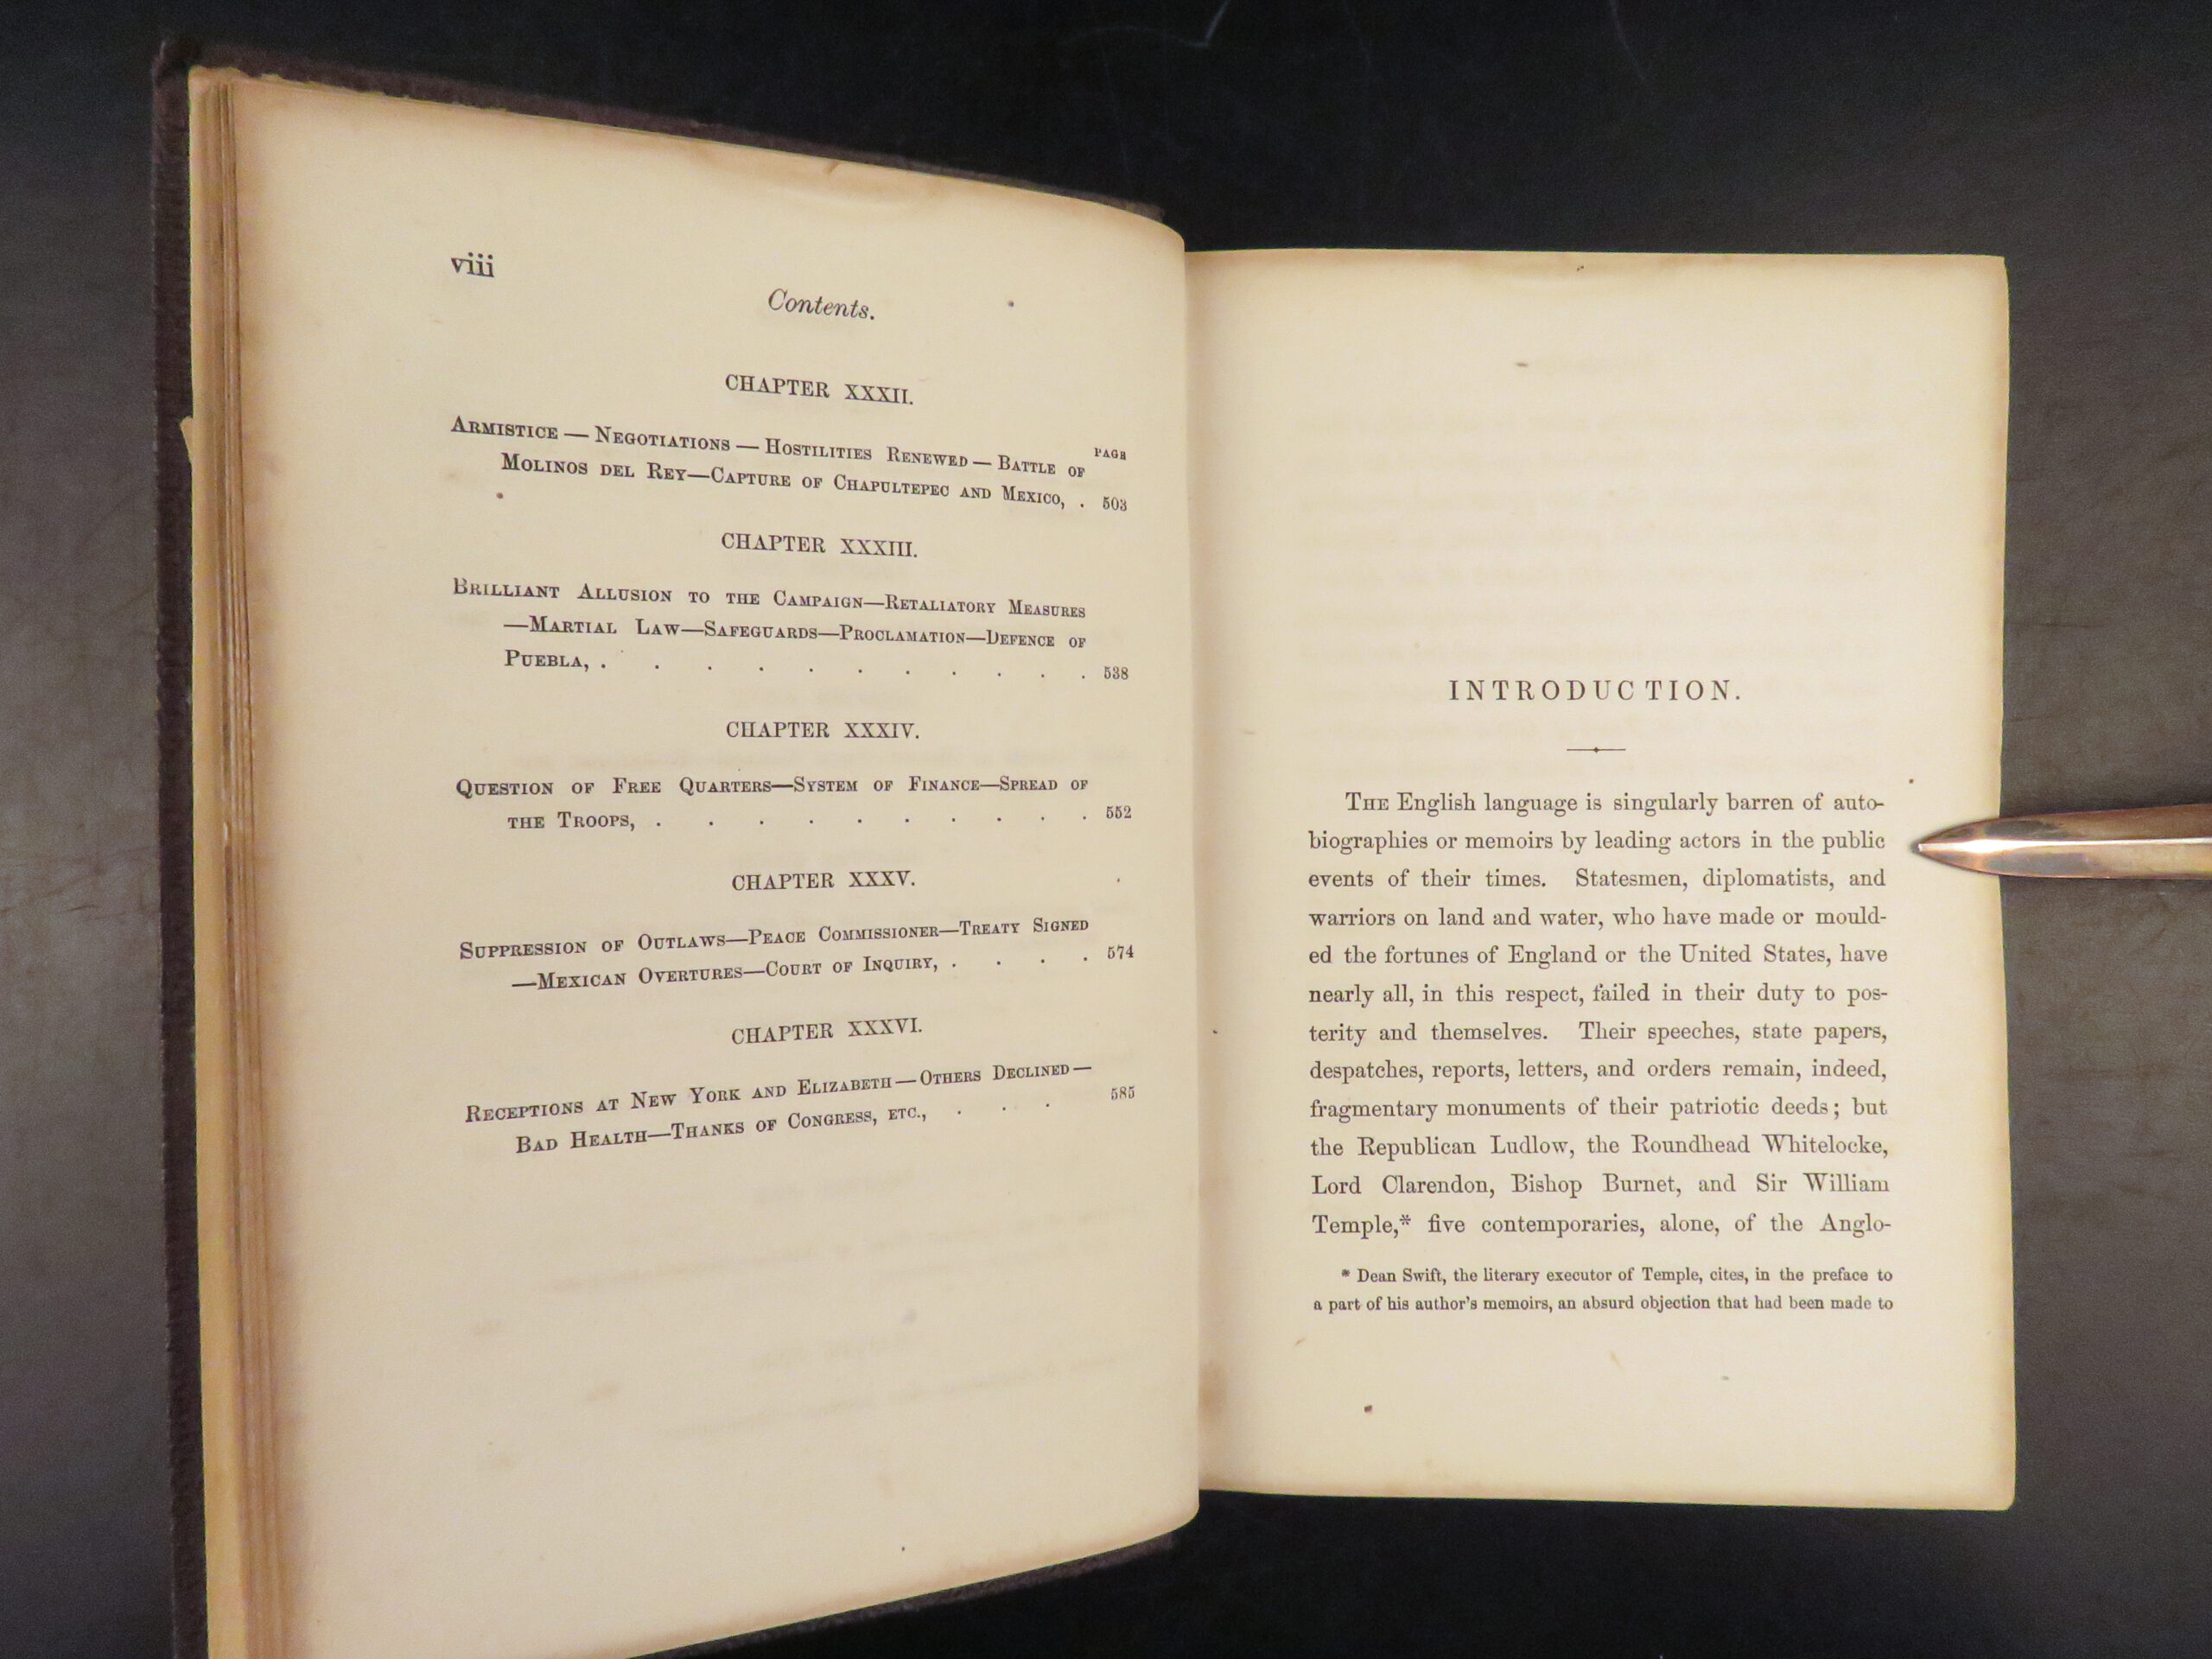 viii
Contents.
CHAPTER XXXII.
PAGE
ARMISTICE — NEGOTIATIONS — HOSTILITIES RENEWED — BATTLE OF
MOLINOS DEL REY—CAPTURE OF CHAPULTEPEC AND MEXICO, . 503
CHAPTER XXXIII.
BRILLIANT ALLUSION TO THE CAMPAIGN—RETALIATORY MEASURES
—MARTIAL LAW—SAFEGUARDS—PROCLAMATION—DEFENCE OF
PUEBLA, . . . . . . . . . . . 538
CHAPTER XXXIV.
QUESTION OF FREE QUARTERS—SYSTEM OF FINANCE—SPREAD OF
THE TROOPS, . . . . . . . . . . 552
CHAPTER XXXV.
SUPPRESSION OF OUTLAWS—PEACE COMMISSIONER—TREATY SIGNED
—MEXICAN OVERTURES—COURT OF INQUIRY, . . . . 574
CHAPTER XXXVI.
RECEPTIONS AT NEW YORK AND ELIZABETH — OTHERS DECLINED —
BAD HEALTH—THANKS OF CONGRESS, ETC., . . . 585
INTRODUCTION.
THE English language is singularly barren of auto-
biographies or memoirs by leading actors in the public
events of their times. Statesmen, diplomatists, and
warriors on land and water, who have made or mould-
ed the fortunes of England or the United States, have
nearly all, in this respect, failed in their duty to pos-
terity and themselves. Their speeches, state papers,
despatches, reports, letters, and orders remain, indeed,
fragmentary monuments of their patriotic deeds; but
the Republican Ludlow, the Roundhead Whitelocke,
Lord Clarendon, Bishop Burnet, and Sir William
Temple,* five contemporaries, alone, of the Anglo-
* Dean Swift, the literary executor of Temple, cites, in the preface to
a part of his author's memoirs, an absurd objection that had been made to